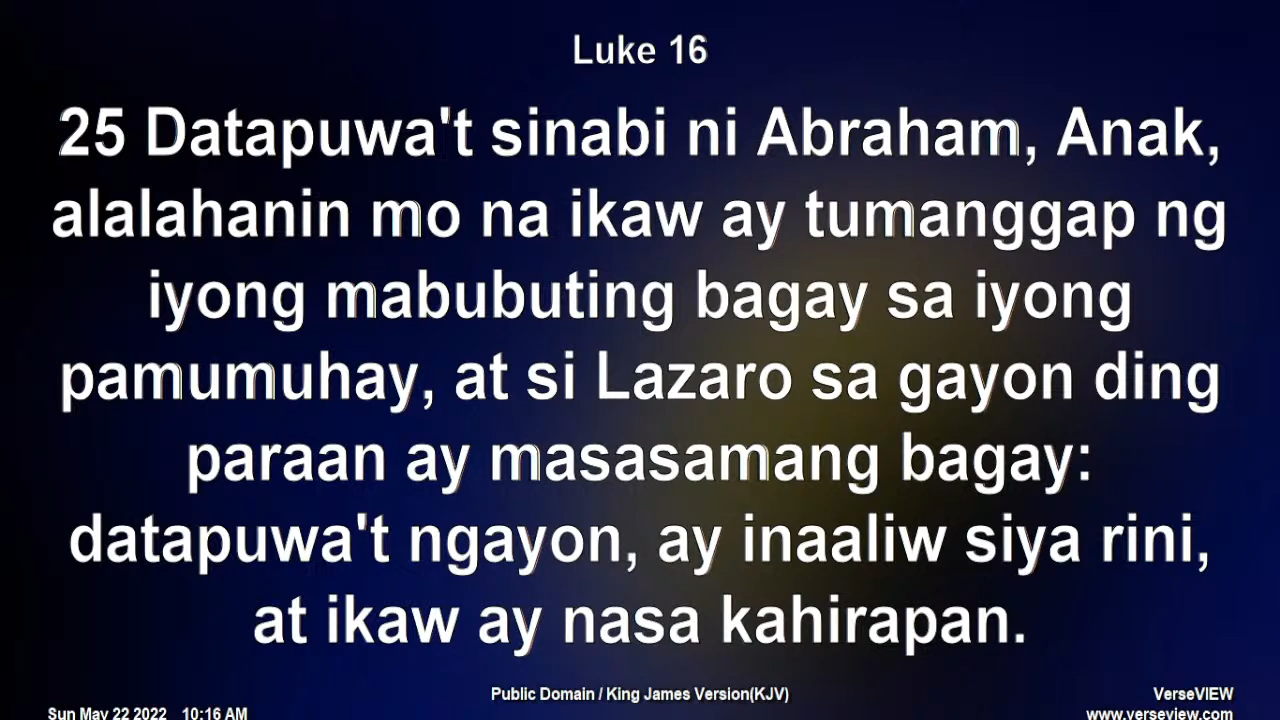 Luke 16
25 Datapuwa't sinabi ni Abraham, Anak,
alalahanin mo na ikaw ay tumanggap ng
iyong mabubuting bagay sa iyong
pamumuhay, at si Lazaro sa gayon ding
paraan ay masasamang bagay:
datapuwa't ngayon, ay inaaliw siya rini,
at ikaw ay nasa kahirapan.
Public Domain / King James Version(KJV)
VerseVIEW
Sun May 22 2022 10:16 AM
www.verseview.com